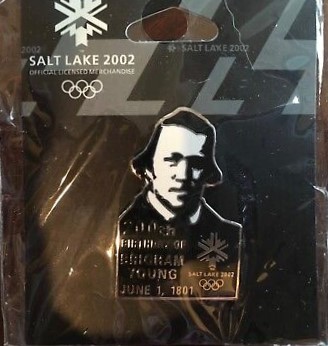 2002
SALT LAKE 2002
SALT LAKE 2002
OFFICIAL LICENSED MERCHANDISE
200th
BIRTHDAY OF
BRIGHAM
YOUNG
SALT LAKE 2002
JUNE 1, 1801